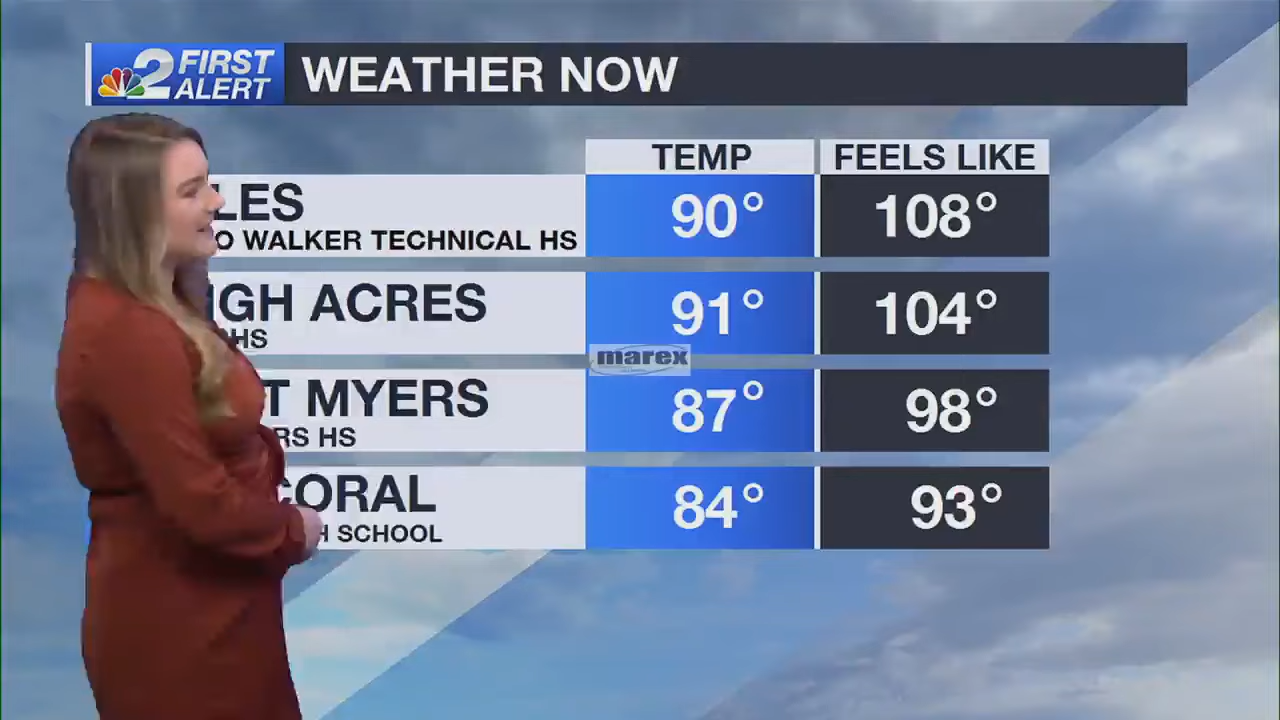 2 FIRST ALERT
WEATHER NOW
TEMP FEELS LIKE
LES 90° 108°
O WALKER TECHNICAL HS
IGH ACRES 91° 104°
HS
marex
T MYERS 87° 98°
RS HS
CORAL 84° 93°
H SCHOOL